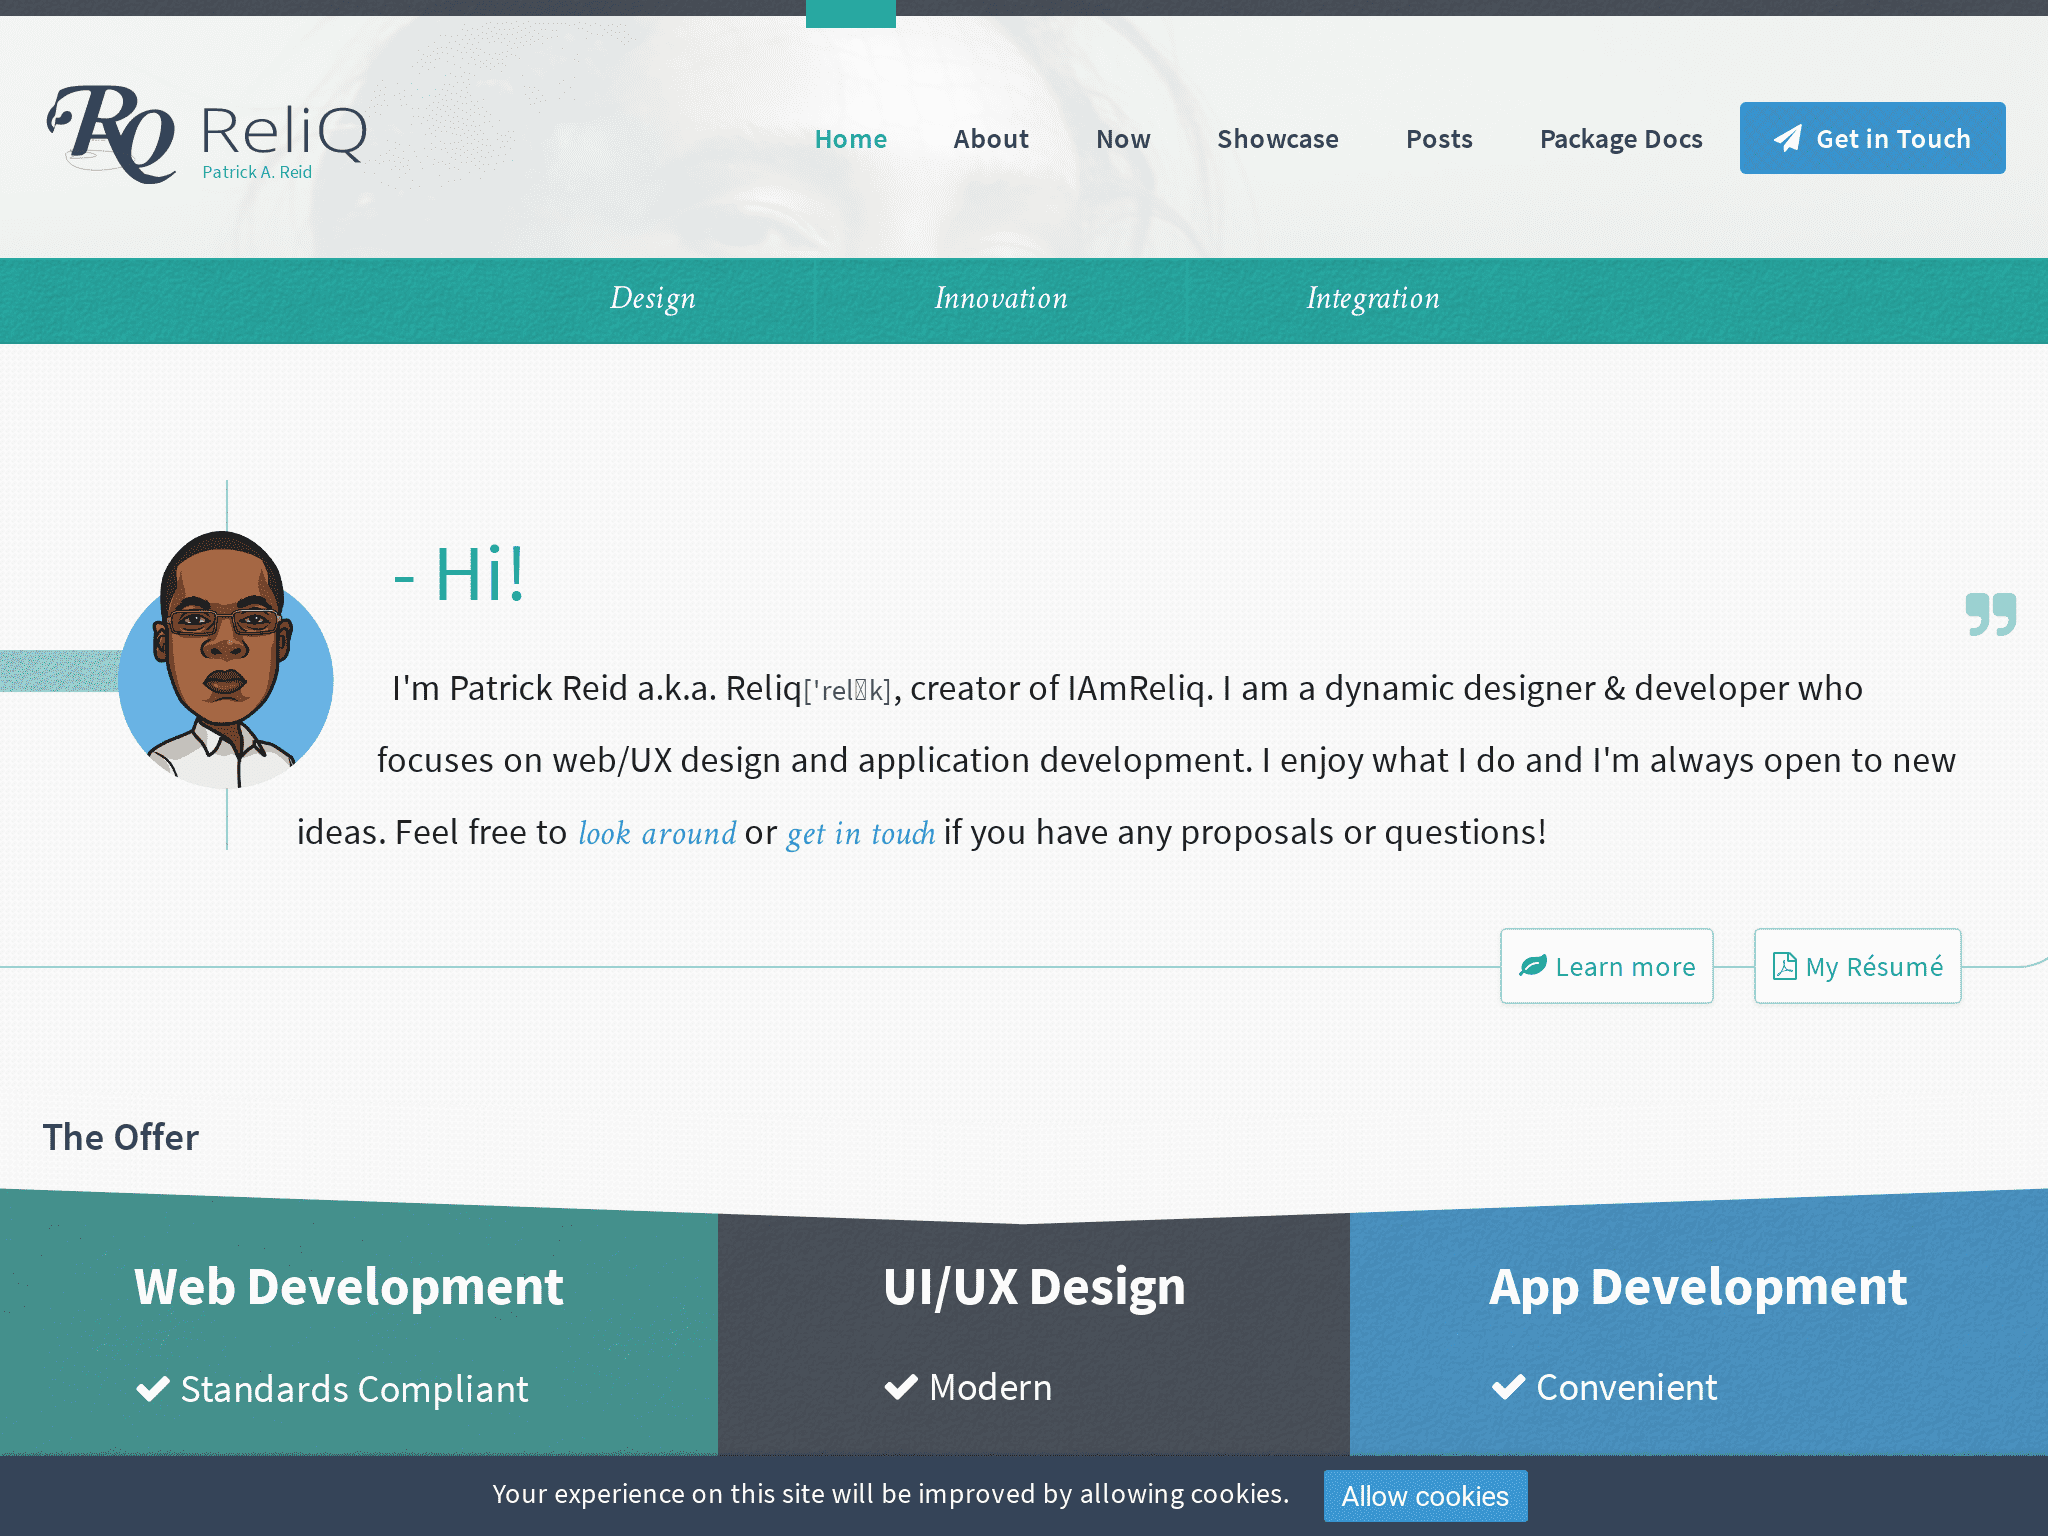 RQ ReliQ
Patrick A. Reid
Home About Now Showcase Posts Package Docs Get in Touch
Design Innovation Integration
- Hi!
I'm Patrick Reid a.k.a. Reliq['rel▯k], creator of IAmReliq. I am a dynamic designer & developer who
focuses on web/UX design and application development. I enjoy what I do and I'm always open to new
ideas. Feel free to look around or get in touch if you have any proposals or questions!
Learn more My Résumé
The Offer
Web Development UI/UX Design App Development
Standards Compliant Modern Convenient
Your experience on this site will be improved by allowing cookies. Allow cookies